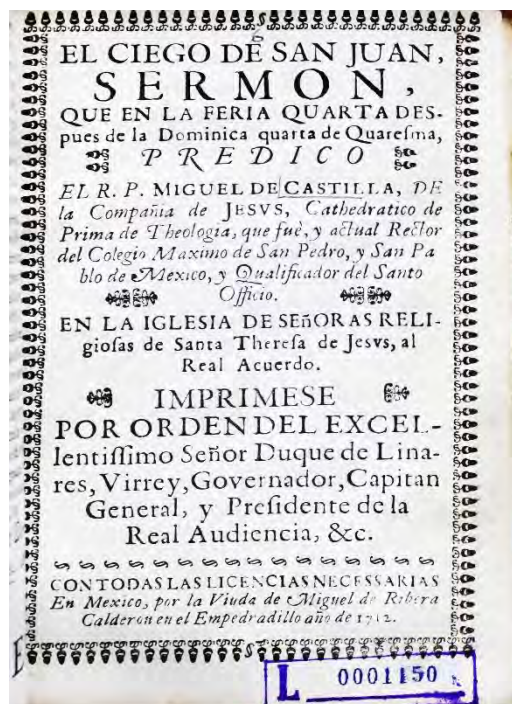 EL CIEGO DE SAN JUAN,
SERMON,
QUE EN LA FERIA QUARTA DES-
pues de la Dominica quarta de Quaresma,
PREDICO
EL R. P. MIGUEL DE CASTILLA, DE
la Compañia de JESVS, Cathedratico de
Prima de Theologia, que fuè, y actual Rector
del Colegio Maximo de San Pedro, y San Pa
blo de Mexico, y Qualificador del Santo
Officio.
EN LA IGLESIA DE SEñORAS RELI-
giosas de Santa Theresa de Jesvs, al
Real Acuerdo.
IMPRIMESE
POR ORDEN DEL EXCEL-
lentissimo Señor Duque de Lina-
res, Virrey, Governador, Capitan
General, y Presidente de la
Real Audiencia, &c.
CON TODAS LAS LICENCIAS NECESSARIAS
En Mexico, por la Viuda de Miguel de Ribera
Calderon en el Empedradillo año de 1712.
L 0001150